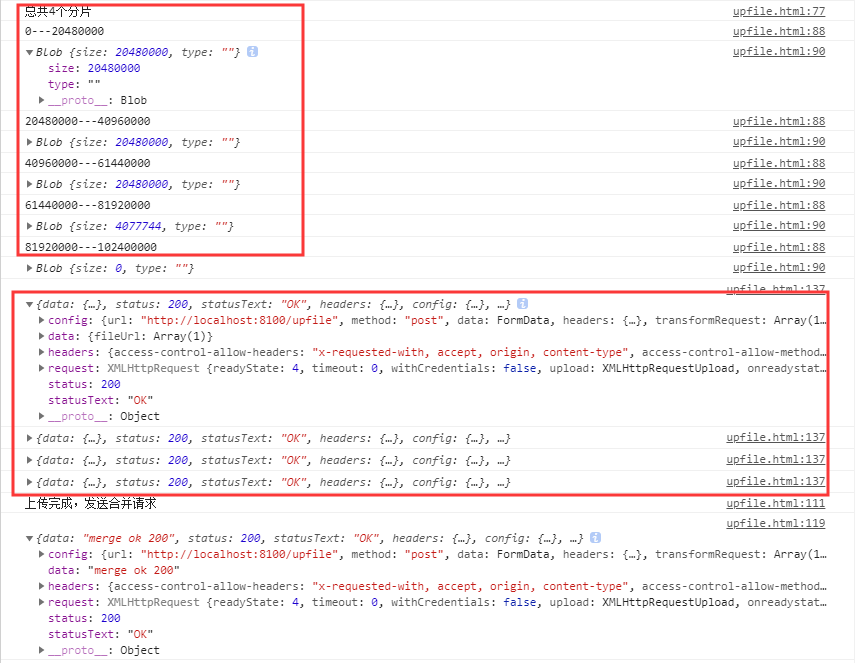 总共4个分片 upfile.html:77
0---20480000 upfile.html:88
▼Blob {size: 20480000, type: ""} i upfile.html:90
size: 20480000
type: ""
▶__proto__: Blob
20480000---40960000 upfile.html:88
▶Blob {size: 20480000, type: ""} upfile.html:90
40960000---61440000 upfile.html:88
▶Blob {size: 20480000, type: ""} upfile.html:90
61440000---81920000 upfile.html:88
▶Blob {size: 4077744, type: ""} upfile.html:90
81920000---102400000 upfile.html:88
▶Blob {size: 0, type: ""} upfile.html:90
upfile.html:137
▼{data: {…}, status: 200, statusText: "OK", headers: {…}, config: {…}, …} i
▶config: {url: "http://localhost:8100/upfile", method: "post", data: FormData, headers: {…}, transformRequest: Array(1…
▶data: {fileUrl: Array(1)}
▶headers: {access-control-allow-headers: "x-requested-with, accept, origin, content-type", access-control-allow-method…
▶request: XMLHttpRequest {readyState: 4, timeout: 0, withCredentials: false, upload: XMLHttpRequestUpload, onreadystat…
status: 200
statusText: "OK"
▶__proto__: Object
▶{data: {…}, status: 200, statusText: "OK", headers: {…}, config: {…}, …} upfile.html:137
▶{data: {…}, status: 200, statusText: "OK", headers: {…}, config: {…}, …} upfile.html:137
▶{data: {…}, status: 200, statusText: "OK", headers: {…}, config: {…}, …} upfile.html:137
上传完成，发送合并请求 upfile.html:111
upfile.html:119
▼{data: "merge ok 200", status: 200, statusText: "OK", headers: {…}, config: {…}, …} i
▶config: {url: "http://localhost:8100/upfile", method: "post", data: FormData, headers: {…}, transformRequest: Array(1…
data: "merge ok 200"
▶headers: {access-control-allow-headers: "x-requested-with, accept, origin, content-type", access-control-allow-method…
▶request: XMLHttpRequest {readyState: 4, timeout: 0, withCredentials: false, upload: XMLHttpRequestUpload, onreadystat…
status: 200
statusText: "OK"
▶__proto__: Object